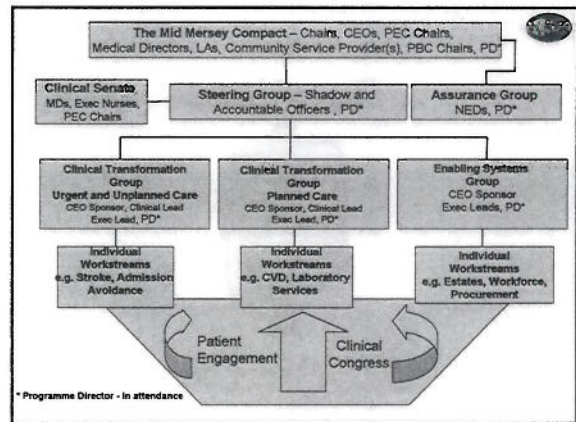 The Mid Mersey Compact – Chairs, CEOs, PEC Chairs,
Medical Directors, LAs, Community Service Provider(s), PBC Chairs, PD*
Clinical Senate
MDs, Exec Nurses,
PEC Chairs
Steering Group – Shadow and
Accountable Officers , PD*
Assurance Group
NEDs, PD*
Clinical Transformation
Group
Urgent and Unplanned Care
CEO Sponsor, Clinical Lead
Exec Lead, PD*
Clinical Transformation
Group
Planned Care
CEO Sponsor, Clinical Lead
Exec Lead, PD*
Enabling Systems
Group
CEO Sponsor
Exec Leads, PD*
Individual
Workstreams
e.g. Stroke, Admission
Avoidance
Individual
Workstreams
e.g. CVD, Laboratory
Services
Individual
Workstreams
e.g. Estates, Workforce,
Procurement
Patient
Engagement
Clinical
Congress
* Programme Director - in attendance